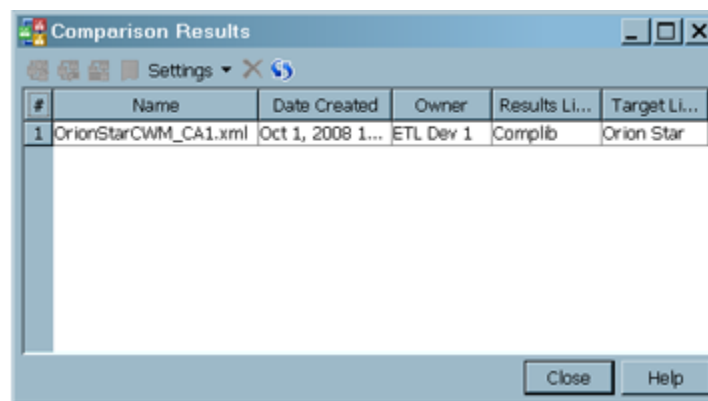 Comparison Results
Settings
# Name Date Created Owner Results Li... Target Li...
1 OrionStarCWM_CA1.xml Oct 1, 2008 1... ETL Dev 1 Complib Orion Star
Close Help